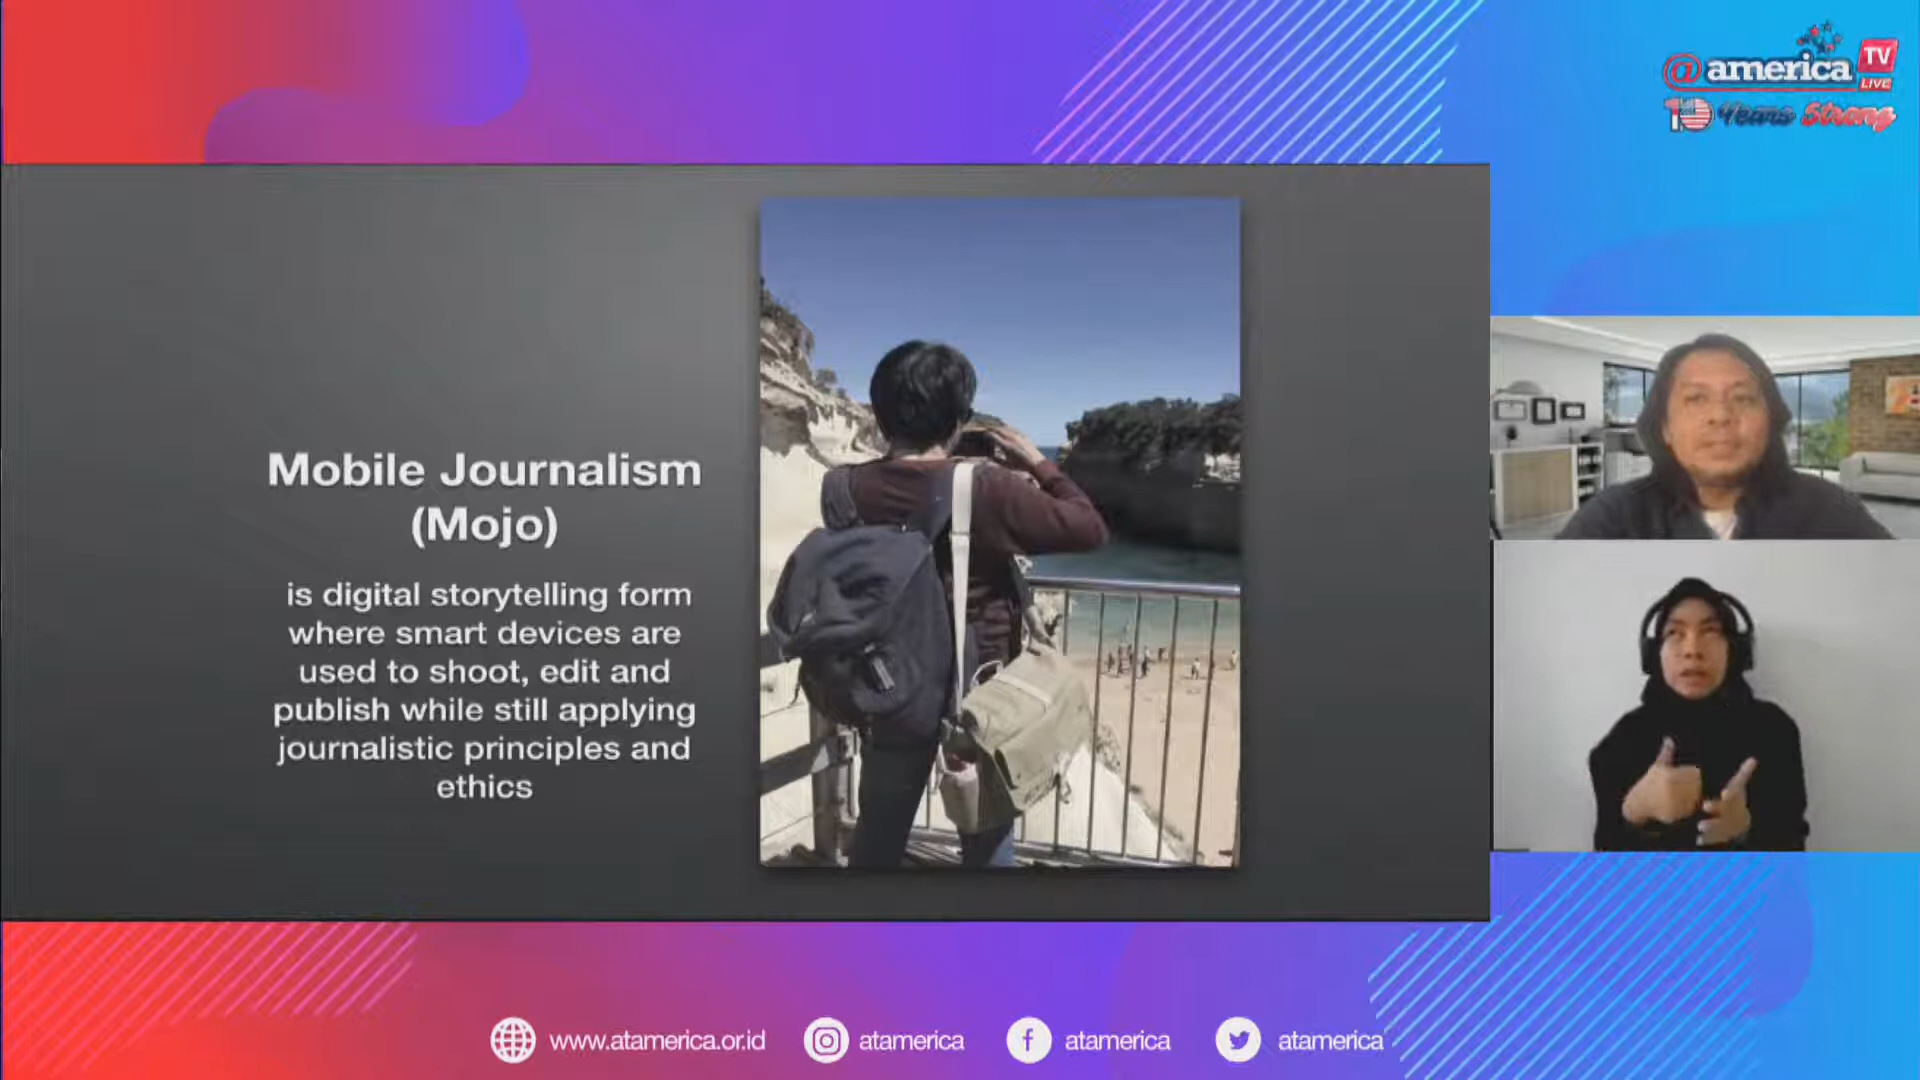 @america TV
LIVE
10 Years Strong
Mobile Journalism
(Mojo)
is digital storytelling form
where smart devices are
used to shoot, edit and
publish while still applying
journalistic principles and
ethics
www.atamerica.or.id atamerica atamerica atamerica